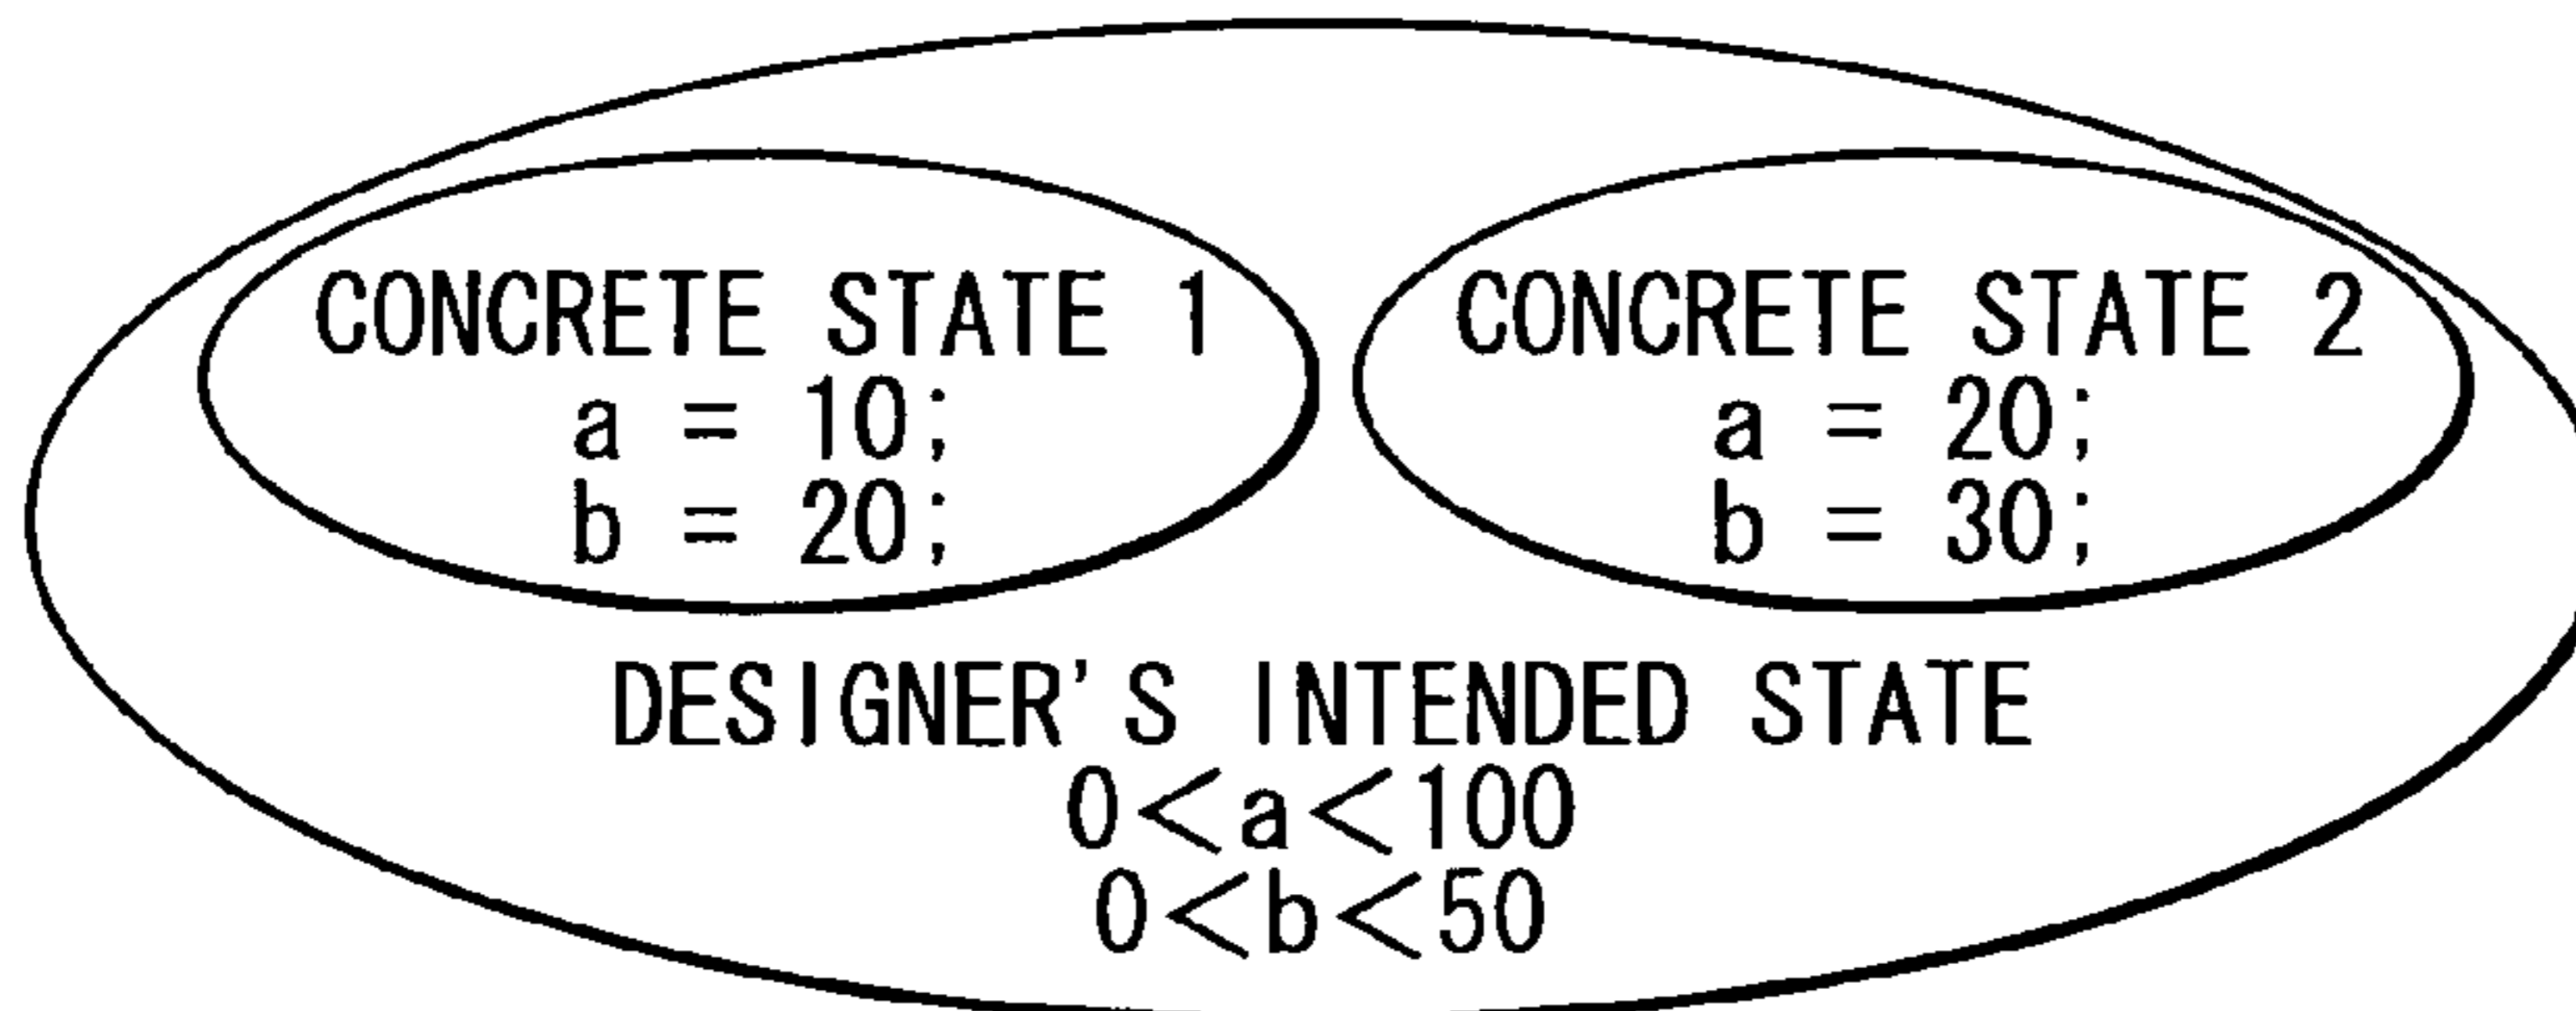 CONCRETE STATE 1
a = 10;
b = 20;
CONCRETE STATE 2
a = 20;
b = 30;
DESIGNER'S INTENDED STATE
0<a<100
0<b<50